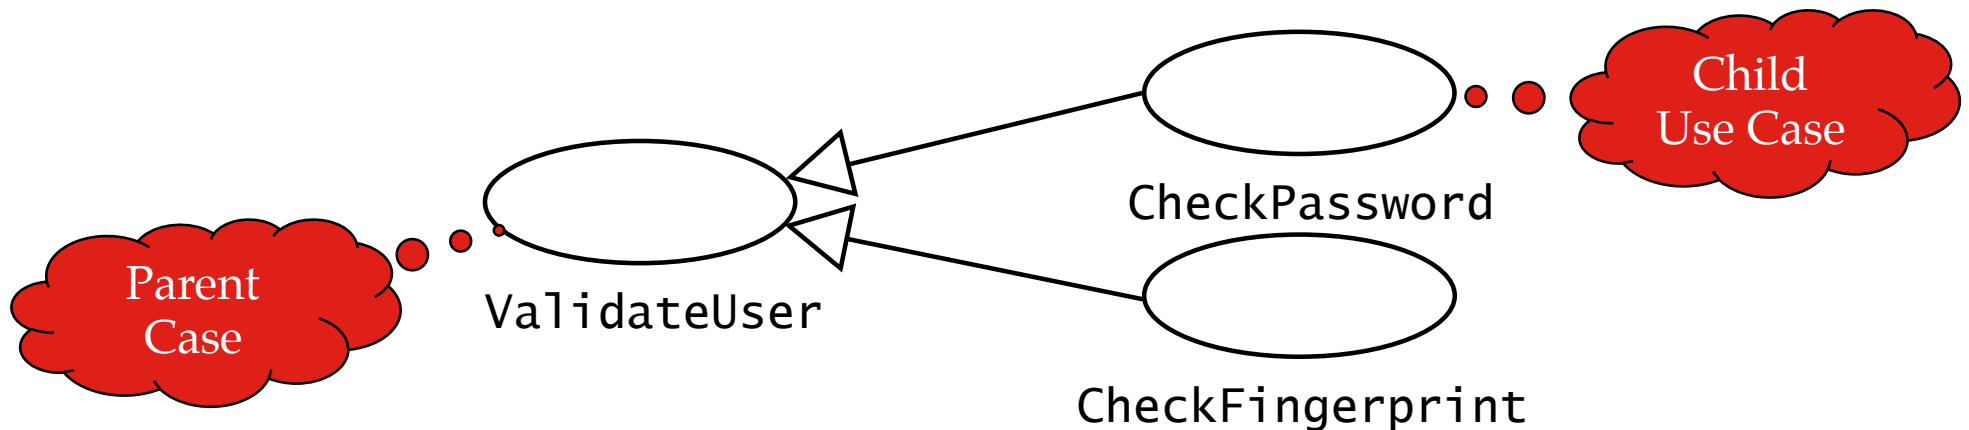 Child
Use Case
CheckPassword
Parent
Case
ValidateUser
CheckFingerprint